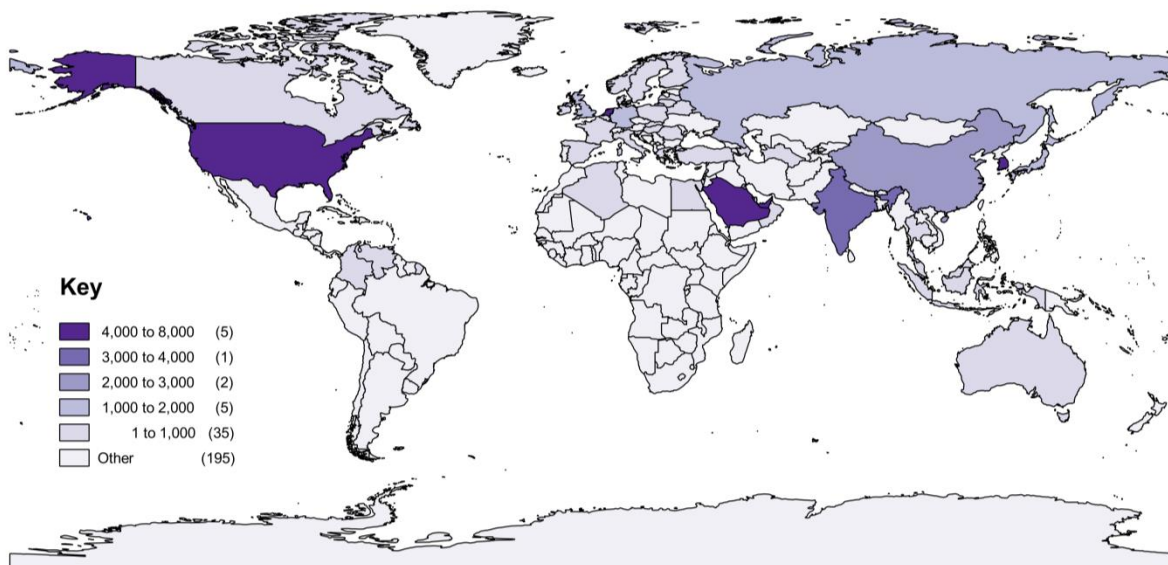 Key
4,000 to 8,000 (5)
3,000 to 4,000 (1)
2,000 to 3,000 (2)
1,000 to 2,000 (5)
1 to 1,000 (35)
Other (195)